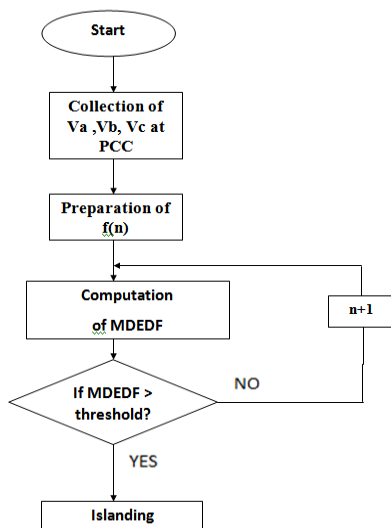 Start
Collection of
Va ,Vb, Vc at
PCC
Preparation of
f(n)
Computation
of MDEDF
n+1
If MDEDF >
threshold?
NO
YES
Islanding